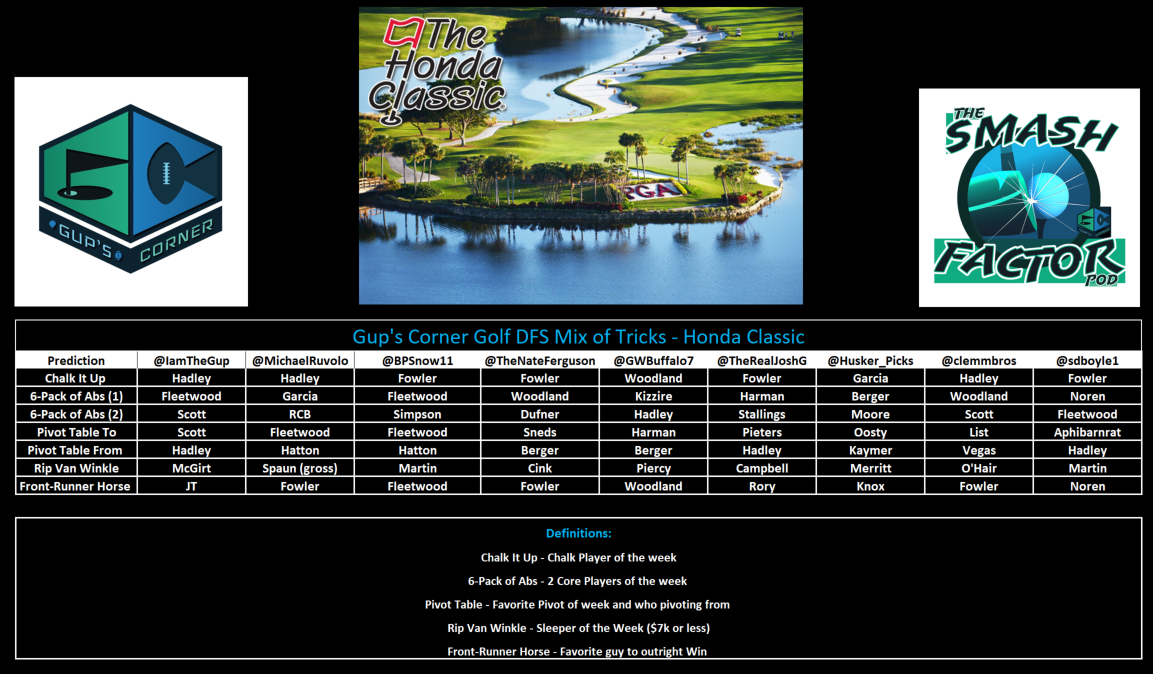 The
Honda
Classic
PGA
GUP'S CORNER
THE
SMASH
FACTOR
POD
Gup's Corner Golf DFS Mix of Tricks - Honda Classic
Prediction @IamTheGup @MichaelRuvolo @BPSnow11 @TheNateFerguson @GWBuffalo7 @TheRealJoshG @Husker_Picks @clemmbros @sdboyle1
Chalk It Up Hadley Hadley Fowler Fowler Woodland Fowler Garcia Hadley Fowler
6-Pack of Abs (1) Fleetwood Garcia Fleetwood Woodland Kizzire Harman Berger Woodland Noren
6-Pack of Abs (2) Scott RCB Simpson Dufner Hadley Stallings Moore Scott Fleetwood
Pivot Table To Scott Fleetwood Fleetwood Sneds Harman Pieters Oosty List Aphibarnrat
Pivot Table From Hadley Hatton Hatton Berger Berger Hadley Kaymer Vegas Hadley
Rip Van Winkle McGirt Spaun (gross) Martin Cink Piercy Campbell Merritt O'Hair Martin
Front-Runner Horse JT Fowler Fleetwood Fowler Woodland Rory Knox Fowler Noren
Definitions:
Chalk It Up - Chalk Player of the week
6-Pack of Abs - 2 Core Players of the week
Pivot Table - Favorite Pivot of week and who pivoting from
Rip Van Winkle - Sleeper of the Week ($7k or less)
Front-Runner Horse - Favorite guy to outright Win